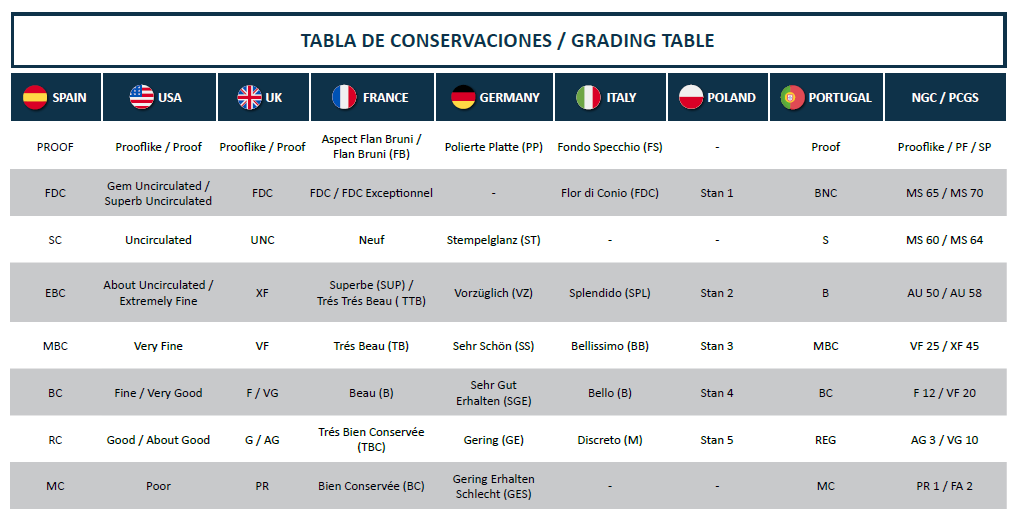 TABLA DE CONSERVACIONES / GRADING TABLE
SPAIN USA UK FRANCE GERMANY ITALY POLAND PORTUGAL NGC / PCGS
PROOF Prooflike / Proof Prooflike / Proof Aspect Flan Bruni / Flan Bruni (FB) Polierte Platte (PP) Fondo Specchio (FS) - Proof Prooflike / PF / SP
FDC Gem Uncirculated / Superb Uncirculated FDC FDC / FDC Exceptionnel - Flor di Conio (FDC) Stan 1 BNC MS 65 / MS 70
SC Uncirculated UNC Neuf Stempelglanz (ST) - - S MS 60 / MS 64
EBC About Uncirculated / Extremely Fine XF Superbe (SUP) / Trés Trés Beau ( TTB) Vorzüglich (VZ) Splendido (SPL) Stan 2 B AU 50 / AU 58
MBC Very Fine VF Trés Beau (TB) Sehr Schön (SS) Bellissimo (BB) Stan 3 MBC VF 25 / XF 45
BC Fine / Very Good F / VG Beau (B) Sehr Gut Erhalten (SGE) Bello (B) Stan 4 BC F 12 / VF 20
RC Good / About Good G / AG Trés Bien Conservée (TBC) Gering (GE) Discreto (M) Stan 5 REG AG 3 / VG 10
MC Poor PR Bien Conservée (BC) Gering Erhalten Schlecht (GES) - - MC PR 1 / FA 2